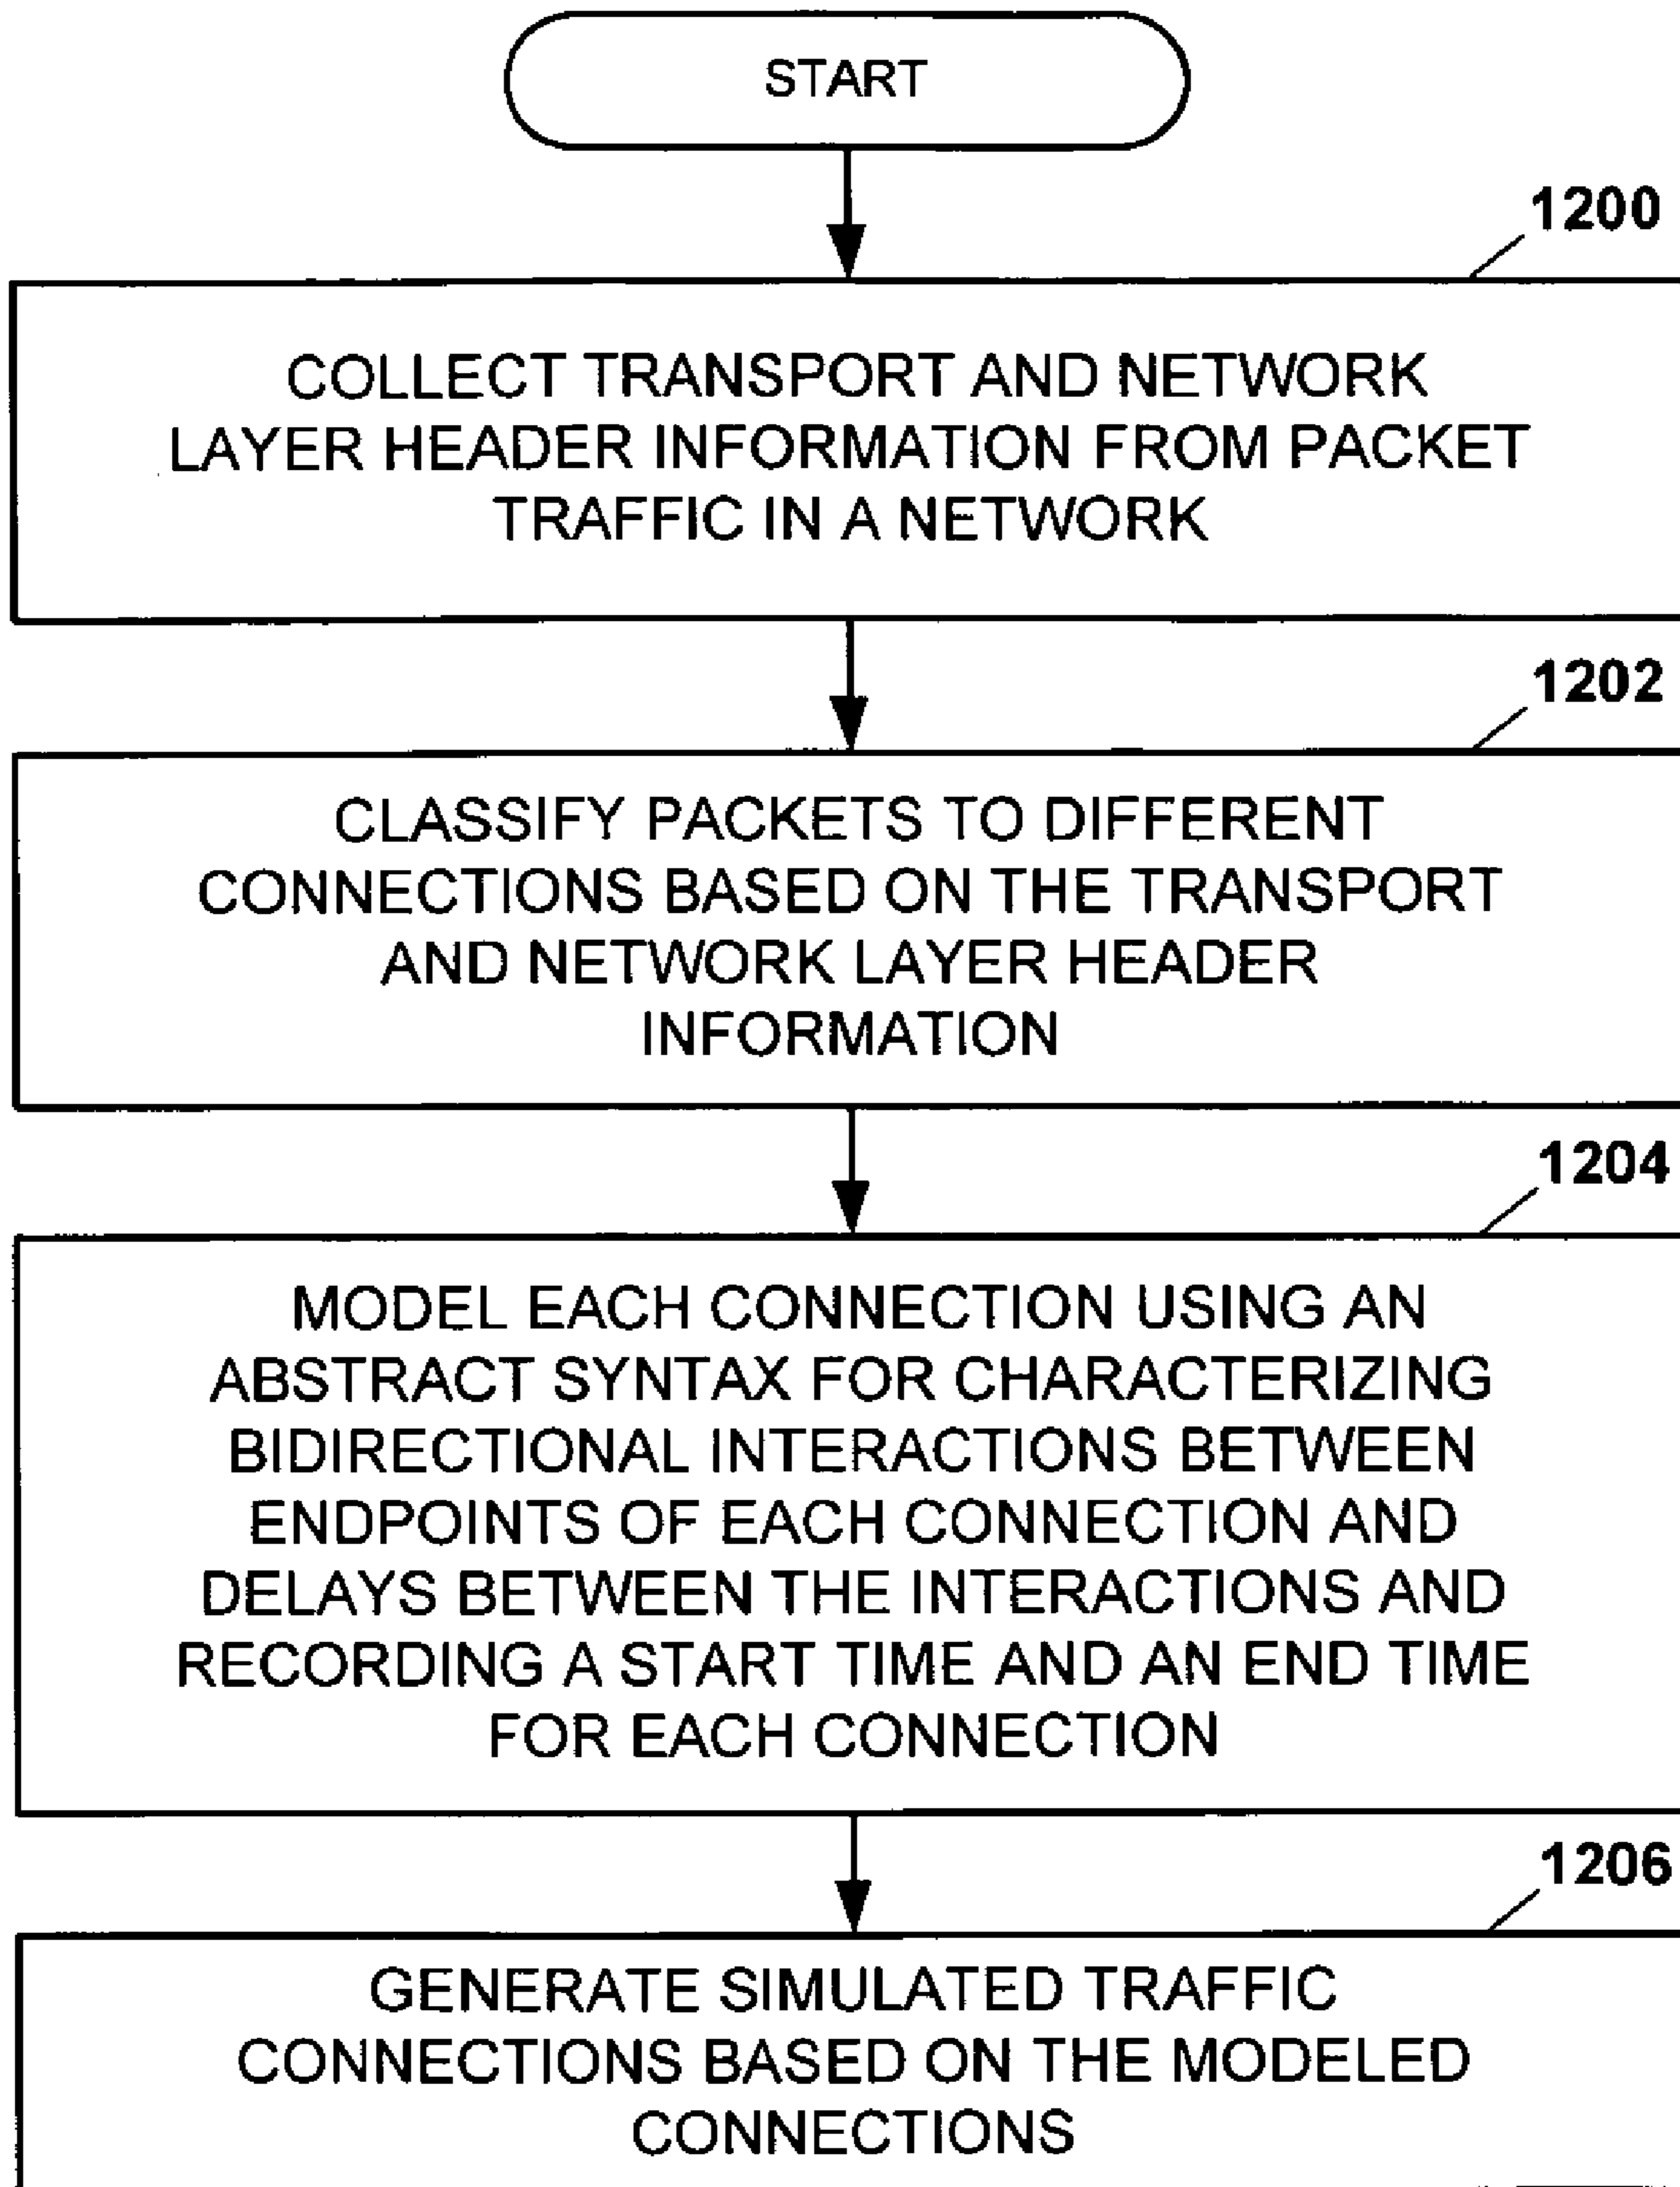 START
1200
COLLECT TRANSPORT AND NETWORK
LAYER HEADER INFORMATION FROM PACKET
TRAFFIC IN A NETWORK
1202
CLASSIFY PACKETS TO DIFFERENT
CONNECTIONS BASED ON THE TRANSPORT
AND NETWORK LAYER HEADER
INFORMATION
1204
MODEL EACH CONNECTION USING AN
ABSTRACT SYNTAX FOR CHARACTERIZING
BIDIRECTIONAL INTERACTIONS BETWEEN
ENDPOINTS OF EACH CONNECTION AND
DELAYS BETWEEN THE INTERACTIONS AND
RECORDING A START TIME AND AN END TIME
FOR EACH CONNECTION
1206
GENERATE SIMULATED TRAFFIC
CONNECTIONS BASED ON THE MODELED
CONNECTIONS